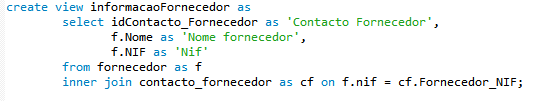 create view informacaoFornecedor as
select idContacto_Fornecedor as 'Contacto Fornecedor',
f.Nome as 'Nome fornecedor',
f.NIF as 'Nif'
from fornecedor as f
inner join contacto_fornecedor as cf on f.nif = cf.Fornecedor_NIF;